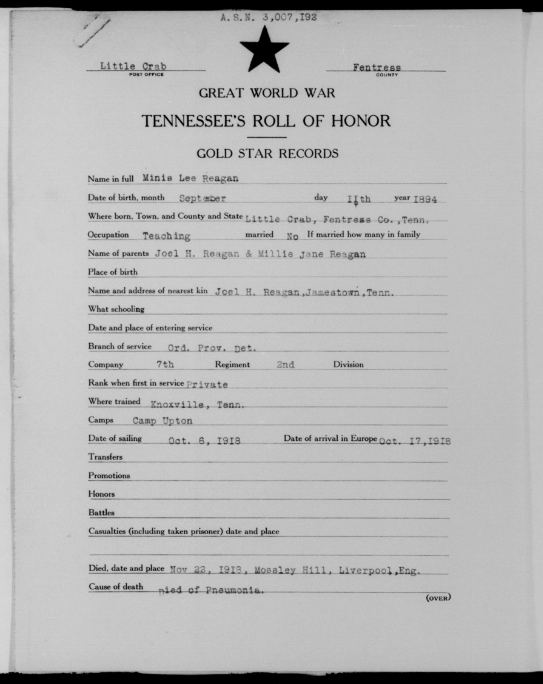 A.S.N. 3,007,I92
Little Crab Fentress
POST OFFICE COUNTY
GREAT WORLD WAR
TENNESSEE'S ROLL OF HONOR
GOLD STAR RECORDS
Name in full Minis Lee Reagan
Date of birth, month September day IIth year I894
Where born, Town, and County and State Little Crab, Fentress Co.,Tenn.
Occupation Teaching married No If married how many in family
Name of parents Joel H. Reagan & Millie Jane Reagan
Place of birth
Name and address of nearest kin Joel H. Reagan,Jamestown,Tenn.
What schooling
Date and place of entering service
Branch of service Ord. Prov. Det.
Company 7th Regiment 2nd Division
Rank when first in service Private
Where trained Knoxville, Tenn.
Camps Camp Upton
Date of sailing Oct. 6, I918 Date of arrival in Europe Oct. I7,I918
Transfers
Promotions
Honors
Battles
Casualties (including taken prisoner) date and place
Died, date and place Nov 22, I918, Mossley Hill, Liverpool,Eng.
Cause of death Died of Pneumonia.
(OVER)